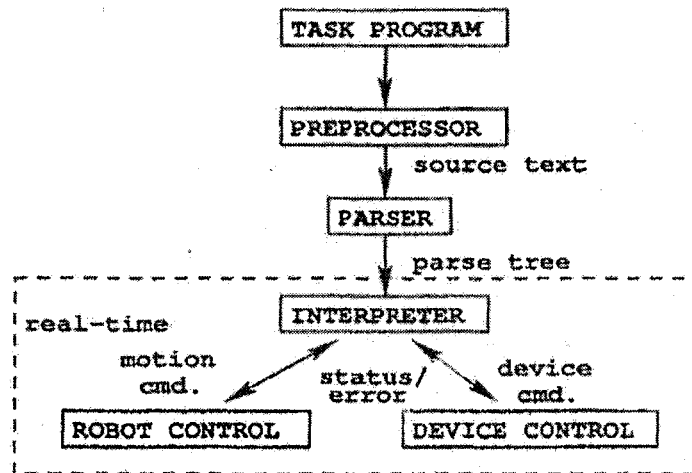 TASK PROGRAM
PREPROCESSOR
source text
PARSER
parse tree
real-time
INTERPRETER
motion
cmd.
status/
error
device
cmd.
ROBOT CONTROL
DEVICE CONTROL